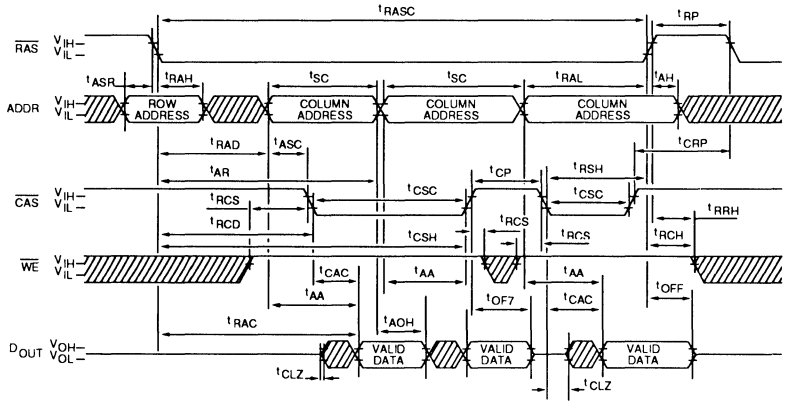 tRASC
tRP
RAS VIH VIL
tASR tRAH tSC tSC tRAL tAH
ADDR VIH VIL ROW ADDRESS COLUMN ADDRESS COLUMN ADDRESS COLUMN ADDRESS
tRAD tASC tCRP
tAR tCP tRSH
CAS VIH VIL tCSC tCSC
tRCS tRCS tRRH
tRCD tCSH tRCS tRCH
WE VIH VIL
tCAC tAA tAA
tAA tOF7 tCAC tOFF
tRAC tAOH
DOUT VOH VOL VALID DATA VALID DATA VALID DATA
tCLZ tCLZ